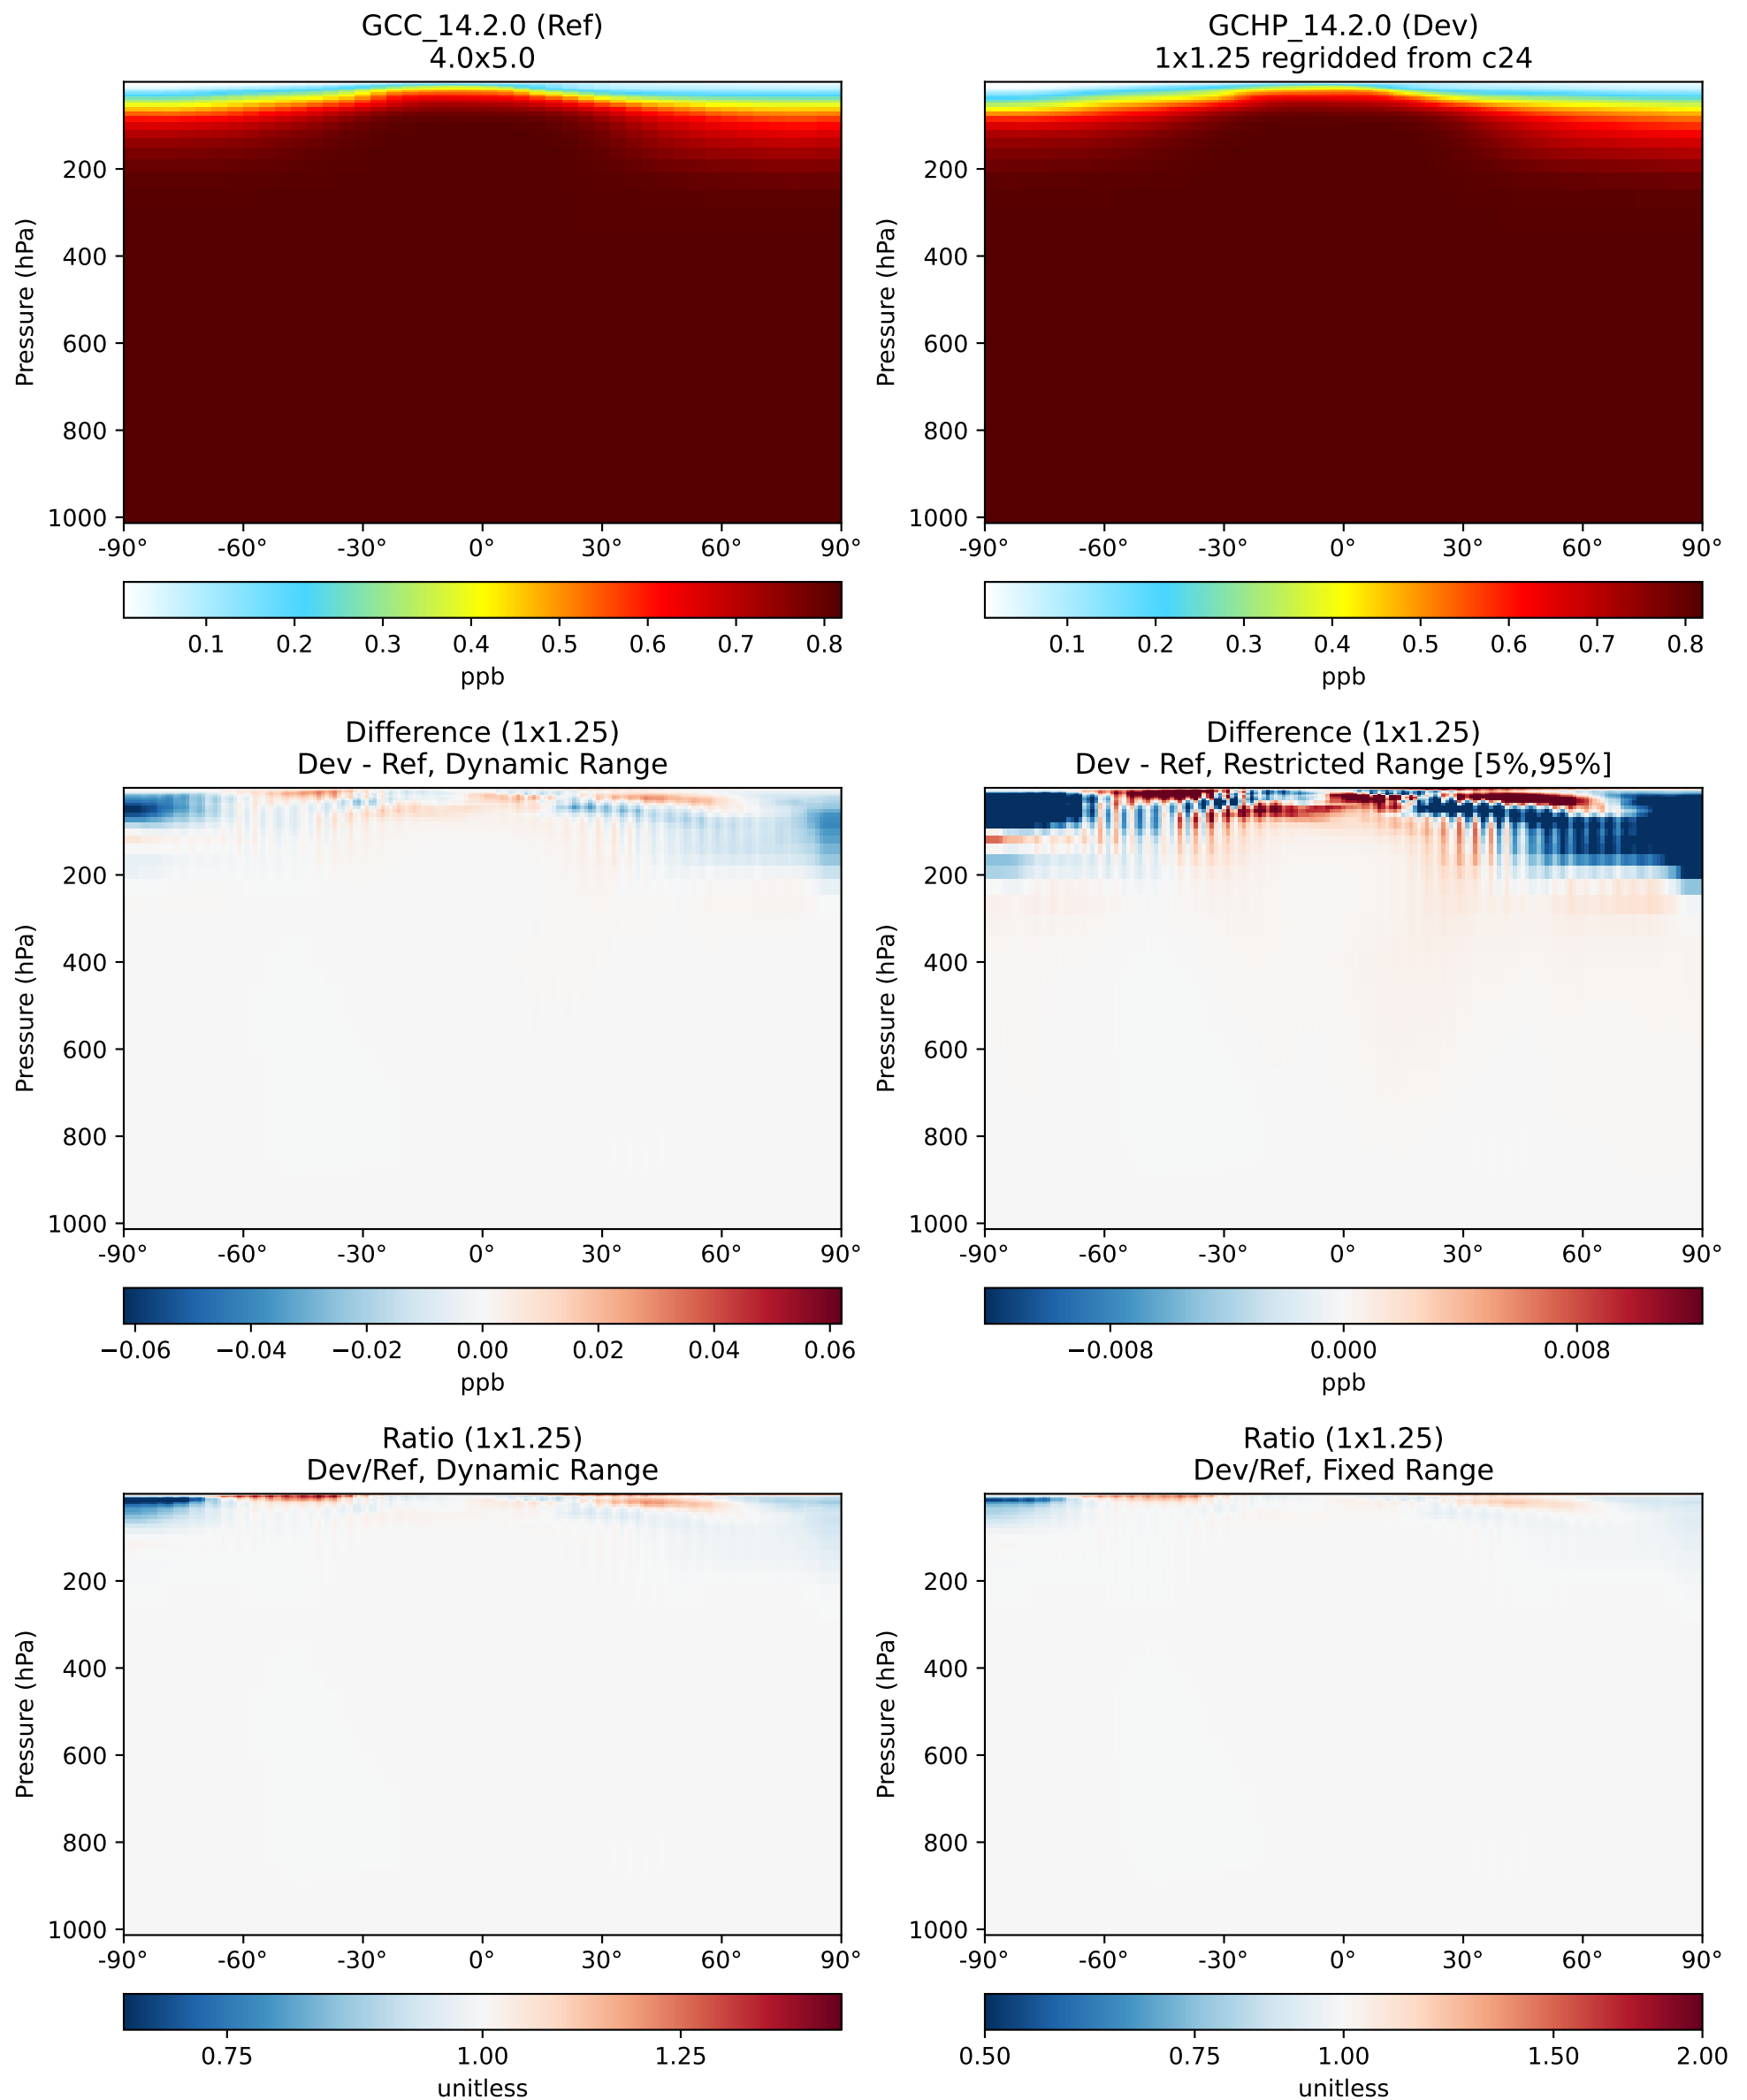 GCC_14.2.0 (Ref)
4.0x5.0
Pressure (hPa)
200
400
600
800
1000
-90° -60° -30° 0° 30° 60° 90°
0.1 0.2 0.3 0.4 0.5 0.6 0.7 0.8
ppb
GCHP_14.2.0 (Dev)
1x1.25 regridded from c24
Pressure (hPa)
200
400
600
800
1000
-90° -60° -30° 0° 30° 60° 90°
0.1 0.2 0.3 0.4 0.5 0.6 0.7 0.8
ppb
Difference (1x1.25)
Dev - Ref, Dynamic Range
Pressure (hPa)
200
400
600
800
1000
-90° -60° -30° 0° 30° 60° 90°
−0.06 −0.04 −0.02 0.00 0.02 0.04 0.06
ppb
Difference (1x1.25)
Dev - Ref, Restricted Range [5%,95%]
Pressure (hPa)
200
400
600
800
1000
-90° -60° -30° 0° 30° 60° 90°
−0.008 0.000 0.008
ppb
Ratio (1x1.25)
Dev/Ref, Dynamic Range
Pressure (hPa)
200
400
600
800
1000
-90° -60° -30° 0° 30° 60° 90°
0.75 1.00 1.25
unitless
Ratio (1x1.25)
Dev/Ref, Fixed Range
Pressure (hPa)
200
400
600
800
1000
-90° -60° -30° 0° 30° 60° 90°
0.50 0.75 1.00 1.50 2.00
unitless